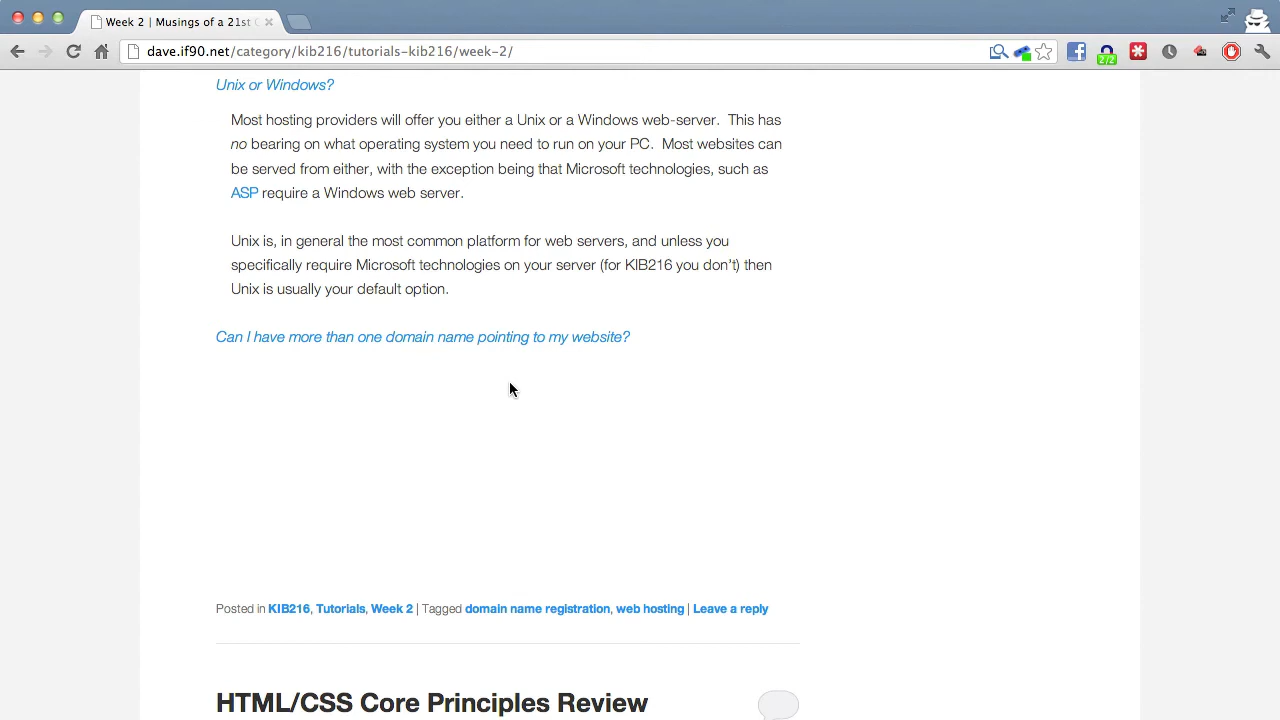 Week 2 | Musings of a 21st C
dave.if90.net/category/kib216/tutorials-kib216/week-2/
2/2
Unix or Windows?
Most hosting providers will offer you either a Unix or a Windows web-server.  This has
no bearing on what operating system you need to run on your PC.  Most websites can
be served from either, with the exception being that Microsoft technologies, such as
ASP require a Windows web server.
Unix is, in general the most common platform for web servers, and unless you
specifically require Microsoft technologies on your server (for KIB216 you don't) then
Unix is usually your default option.
Can I have more than one domain name pointing to my website?
Posted in KIB216, Tutorials, Week 2 | Tagged domain name registration, web hosting | Leave a reply
HTML/CSS Core Principles Review